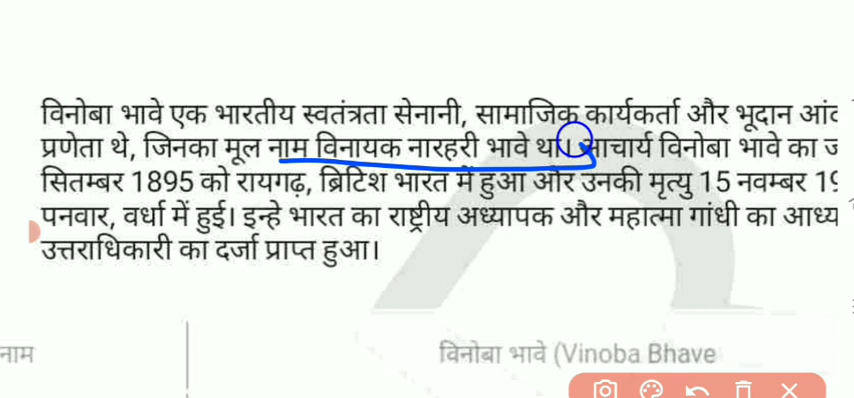 विनोबा भावे एक भारतीय स्वतंत्रता सेनानी, सामाजिक कार्यकर्ता और भूदान
प्रणेता थे, जिनका मूल नाम विनायक नारहरी भावे था। आचार्य विनोबा भावे का
सितम्बर 1895 को रायगढ़, ब्रिटिश भारत में हुआ और उनकी मृत्यु 15 नवम्बर
पनवार, वर्धा में हुई। इन्हे भारत का राष्ट्रीय अध्यापक और महात्मा गांधी का
उत्तराधिकारी का दर्जा प्राप्त हुआ।
नाम विनोबा भावे (Vinoba Bhave